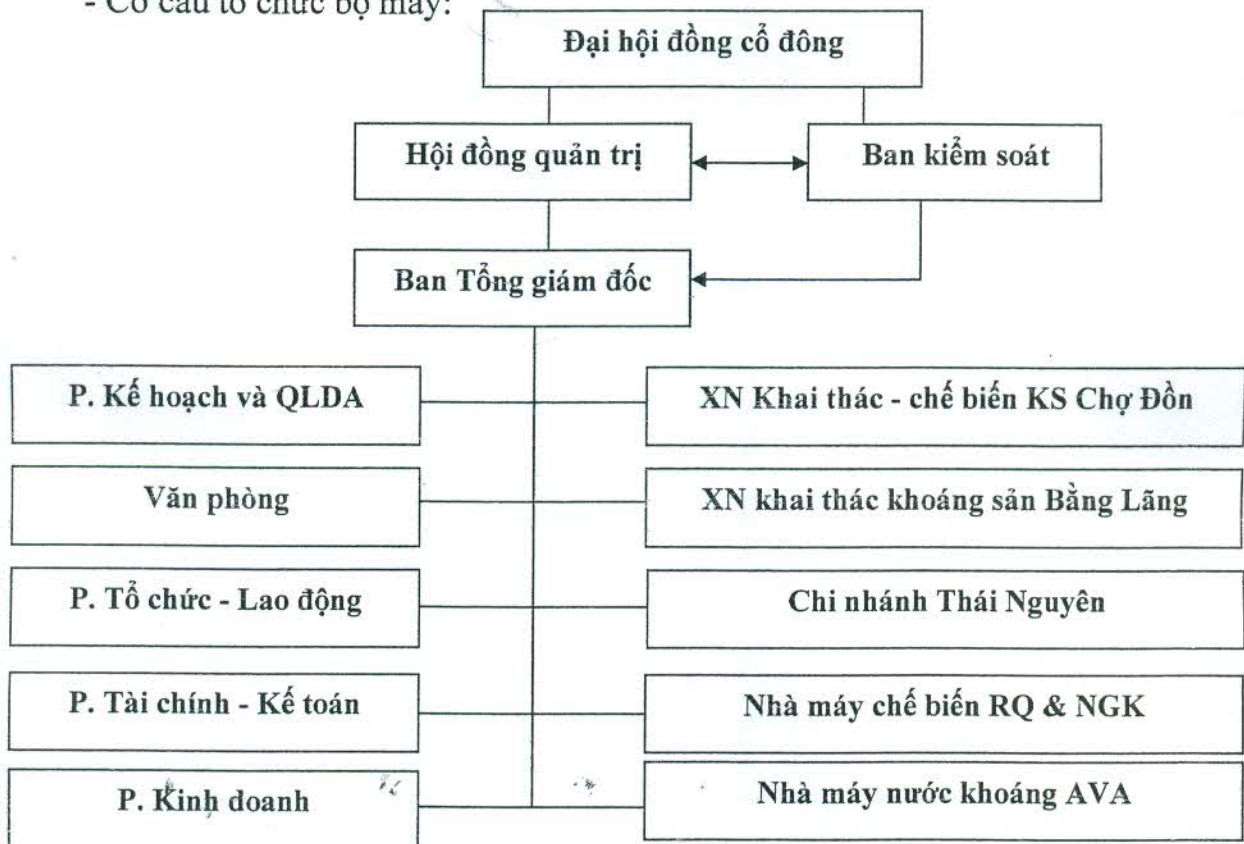 - Cơ cấu tổ chức bộ máy:
Đại hội đồng cổ đông
Hội đồng quản trị
Ban kiểm soát
Ban Tổng giám đốc
P. Kế hoạch và QLDA
XN Khai thác - chế biến KS Chợ Đồn
Văn phòng
XN khai thác khoáng sản Bằng Lãng
P. Tổ chức - Lao động
Chi nhánh Thái Nguyên
P. Tài chính - Kế toán
Nhà máy chế biến RQ & NGK
P. Kinh doanh
Nhà máy nước khoáng AVA